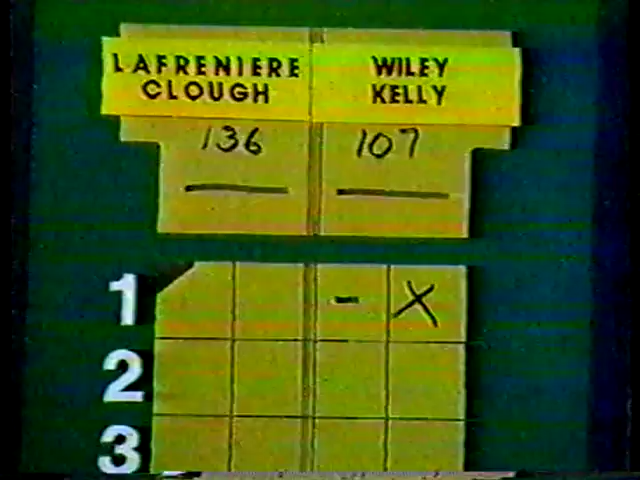 LAFRENIERE CLOUGH
WILEY KELLY
136 107
1 - X
2
3